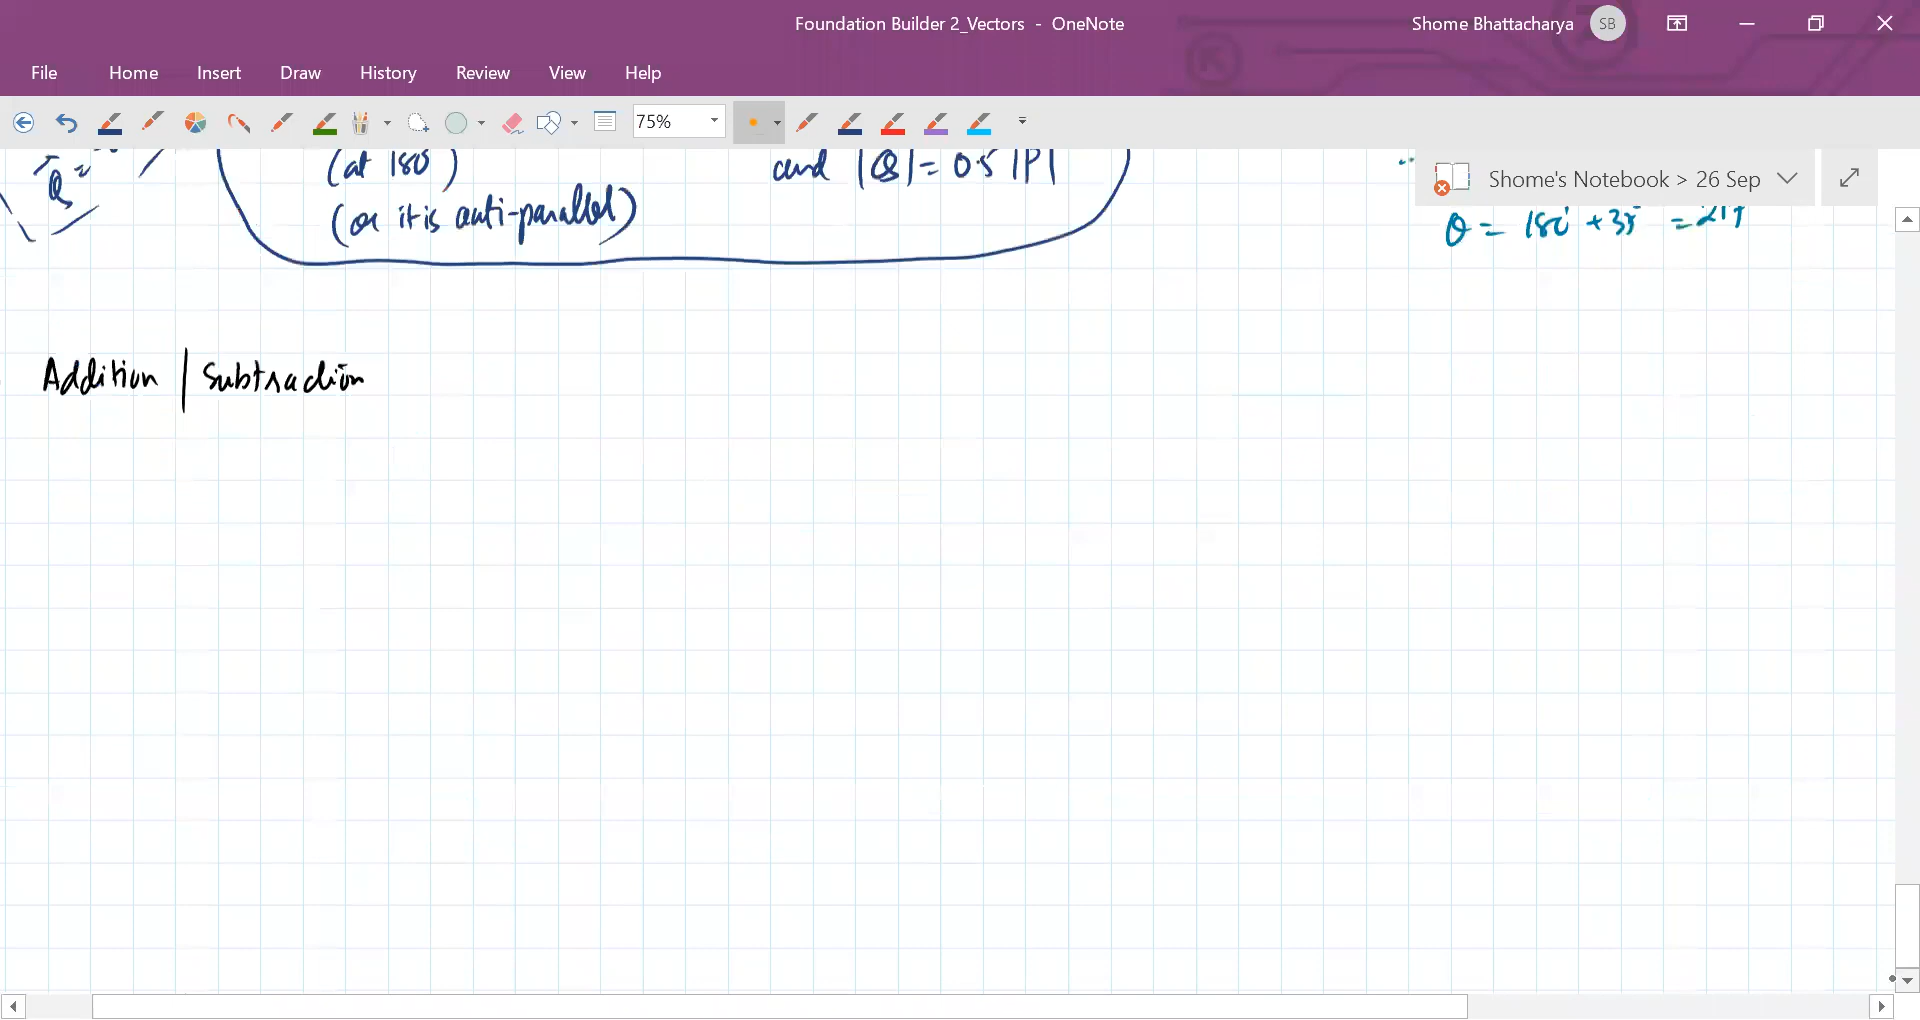 Foundation Builder 2_Vectors - OneNote
Shome Bhattacharya SB
File Home Insert Draw History Review View Help
75%
Shome's Notebook > 26 Sep
(at 180°)
(or it is anti-parallel)
and |Q| = 0.5 |P|
θ = 180° + 35°
Addition | Subtraction